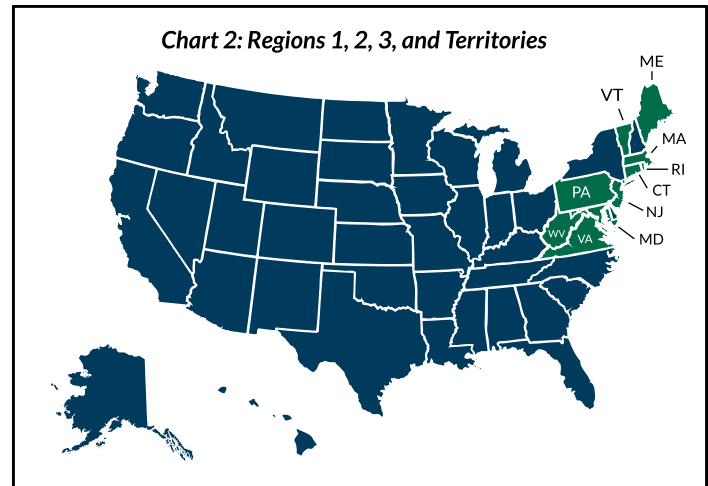 Chart 2: Regions 1, 2, 3, and Territories
ME
VT
MA
RI
CT
PA
NJ
WV
VA
MD